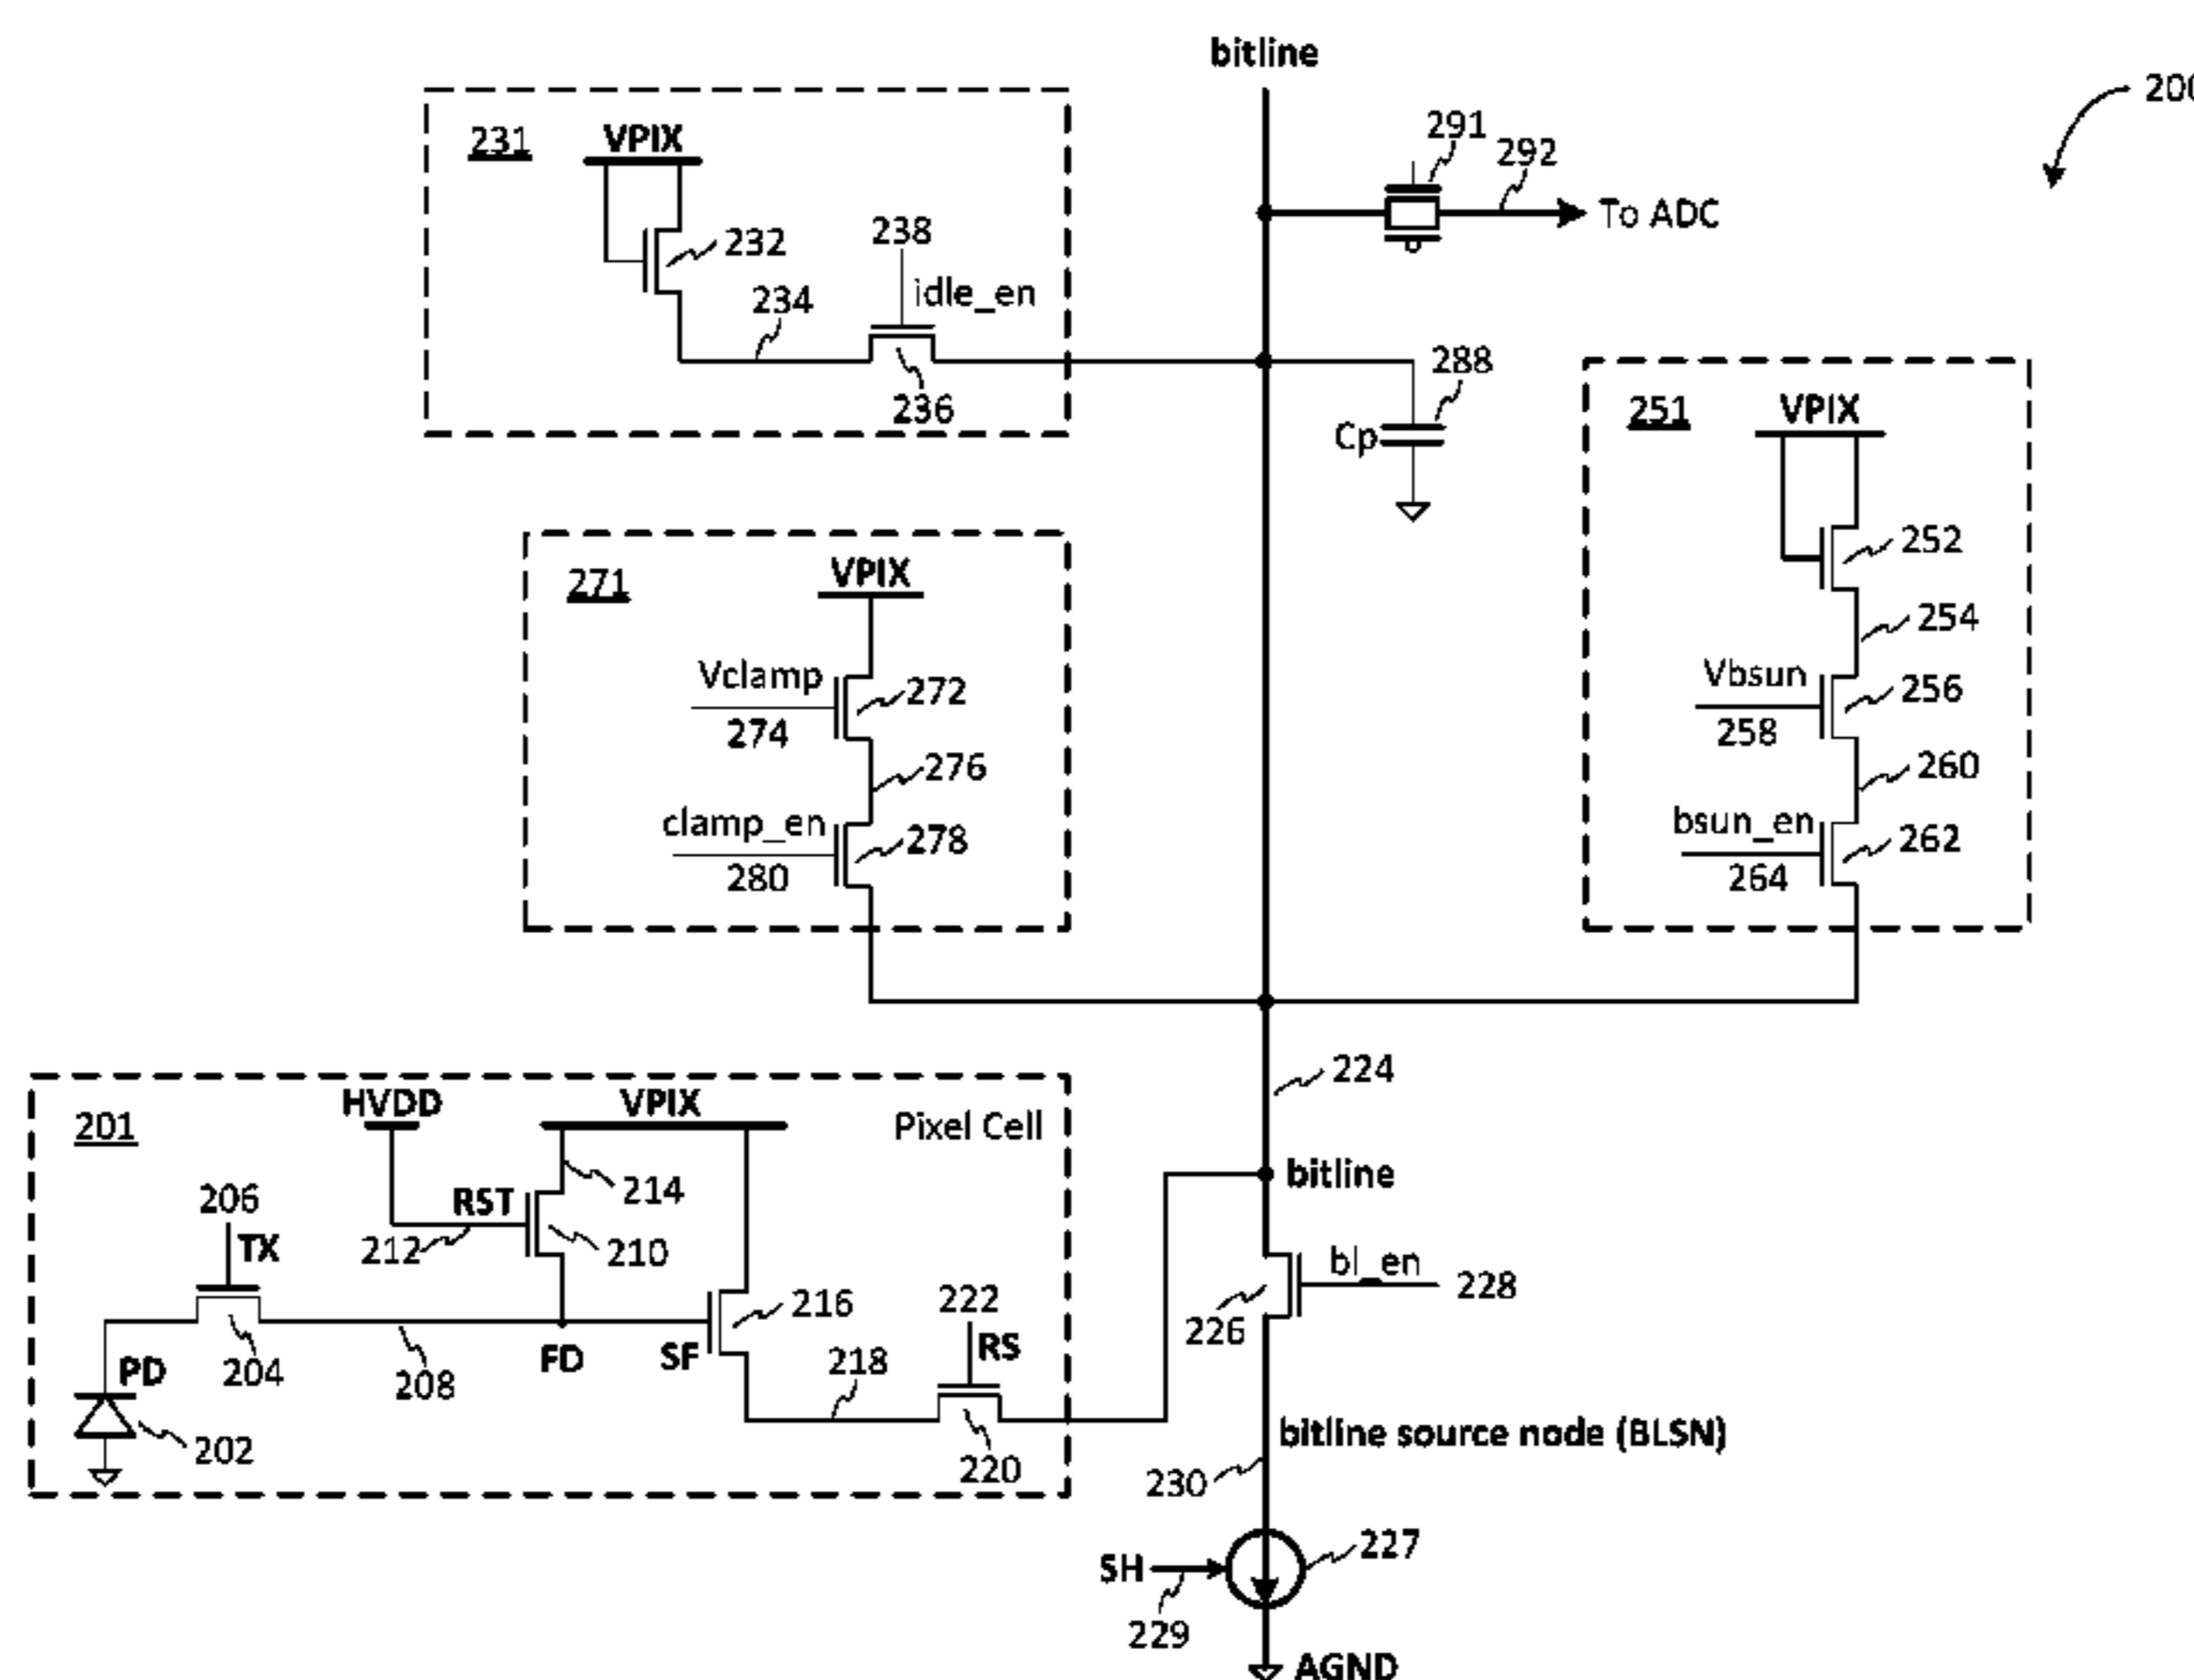 bitline
200
231
VPIX
291
292
To ADC
232
238
idle_en
234
236
288
Cp
251
VPIX
252
254
Vbsun
256
258
260
bsun_en
262
264
271
VPIX
Vclamp
272
274
276
clamp_en
278
280
224
201
HVDD
VPIX
Pixel Cell
206
TX
RST
214
212
210
bitline
bl_en
228
226
PD
204
208
FD
SF
216
218
222
RS
220
202
bitline source node (BLSN)
230
SH
227
229
AGND